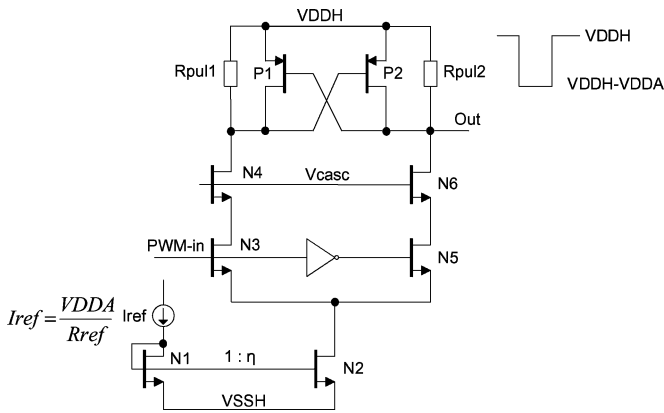 VDDH
VDDH
Rpul1
P1
P2
Rpul2
VDDH-VDDA
Out
N4
Vcasc
N6
PWM-in
N3
N5
Iref = VDDA / Rref
Iref
N1
1 : η
N2
VSSH